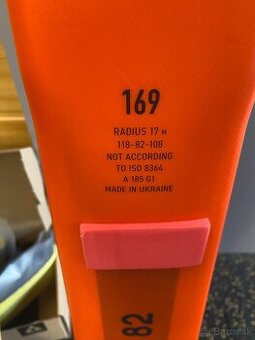 169
RADIUS 17 M
118-82-108
NOT ACCORDING
TO ISO 8364
A 185 G1
MADE IN UKRAINE
82